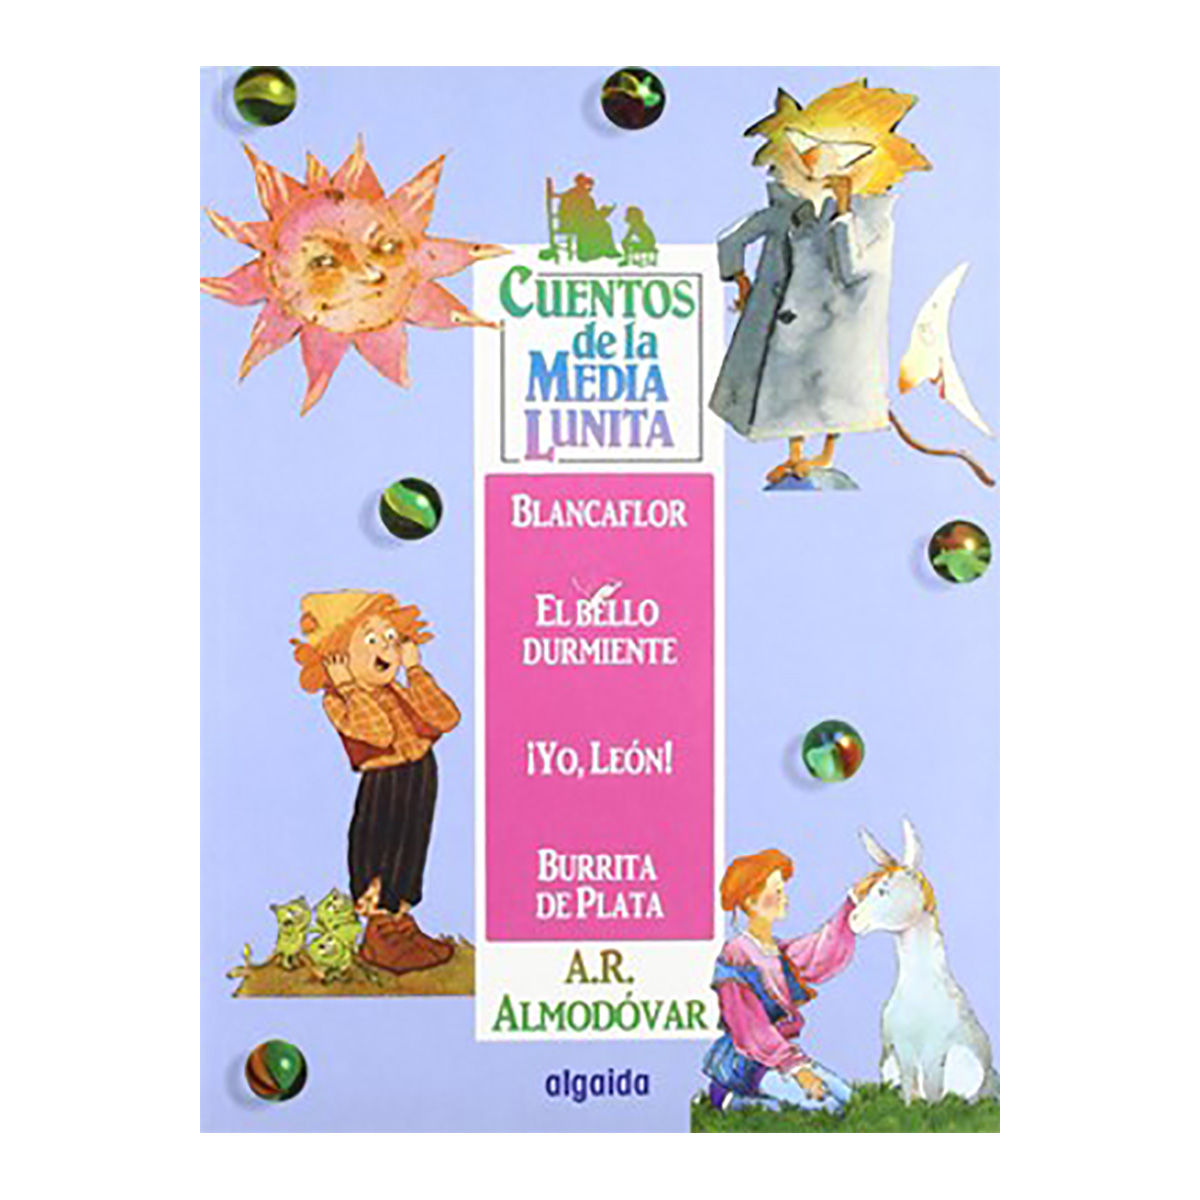 CUENTOS
de la
MEDIA
LUNITA
BLANCAFLOR
EL BELLO
DURMIENTE
¡YO, LEÓN!
BURRITA
DE PLATA
A.R.
ALMODÓVAR
algaida